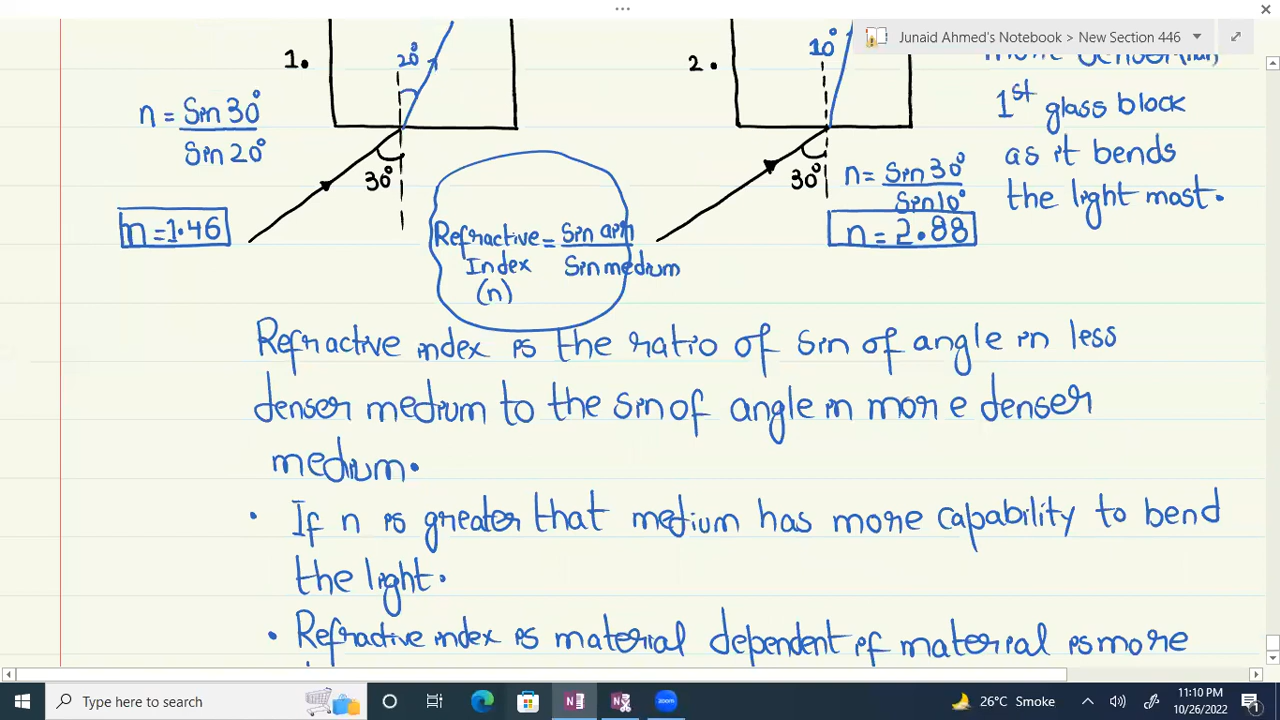 Junaid Ahmed's Notebook > New Section 446
1.
20°
2.
10°
n = Sin 30°
Sin 20°
30°
n = 1.46
Refractive = Sin
Index Sin medium
(n)
30°
n = Sin 30°
Sin 10°
n = 2.88
1st glass block
as it bends
the light most.
Refractive index is the ratio of sin of angle in less
denser medium to the sin of angle in more denser
medium.
• If n is greater that medium has more capability to bend
the light.
• Refractive index is material dependent if material is more
Type here to search
26°C Smoke
11:10 PM
10/26/2022
1